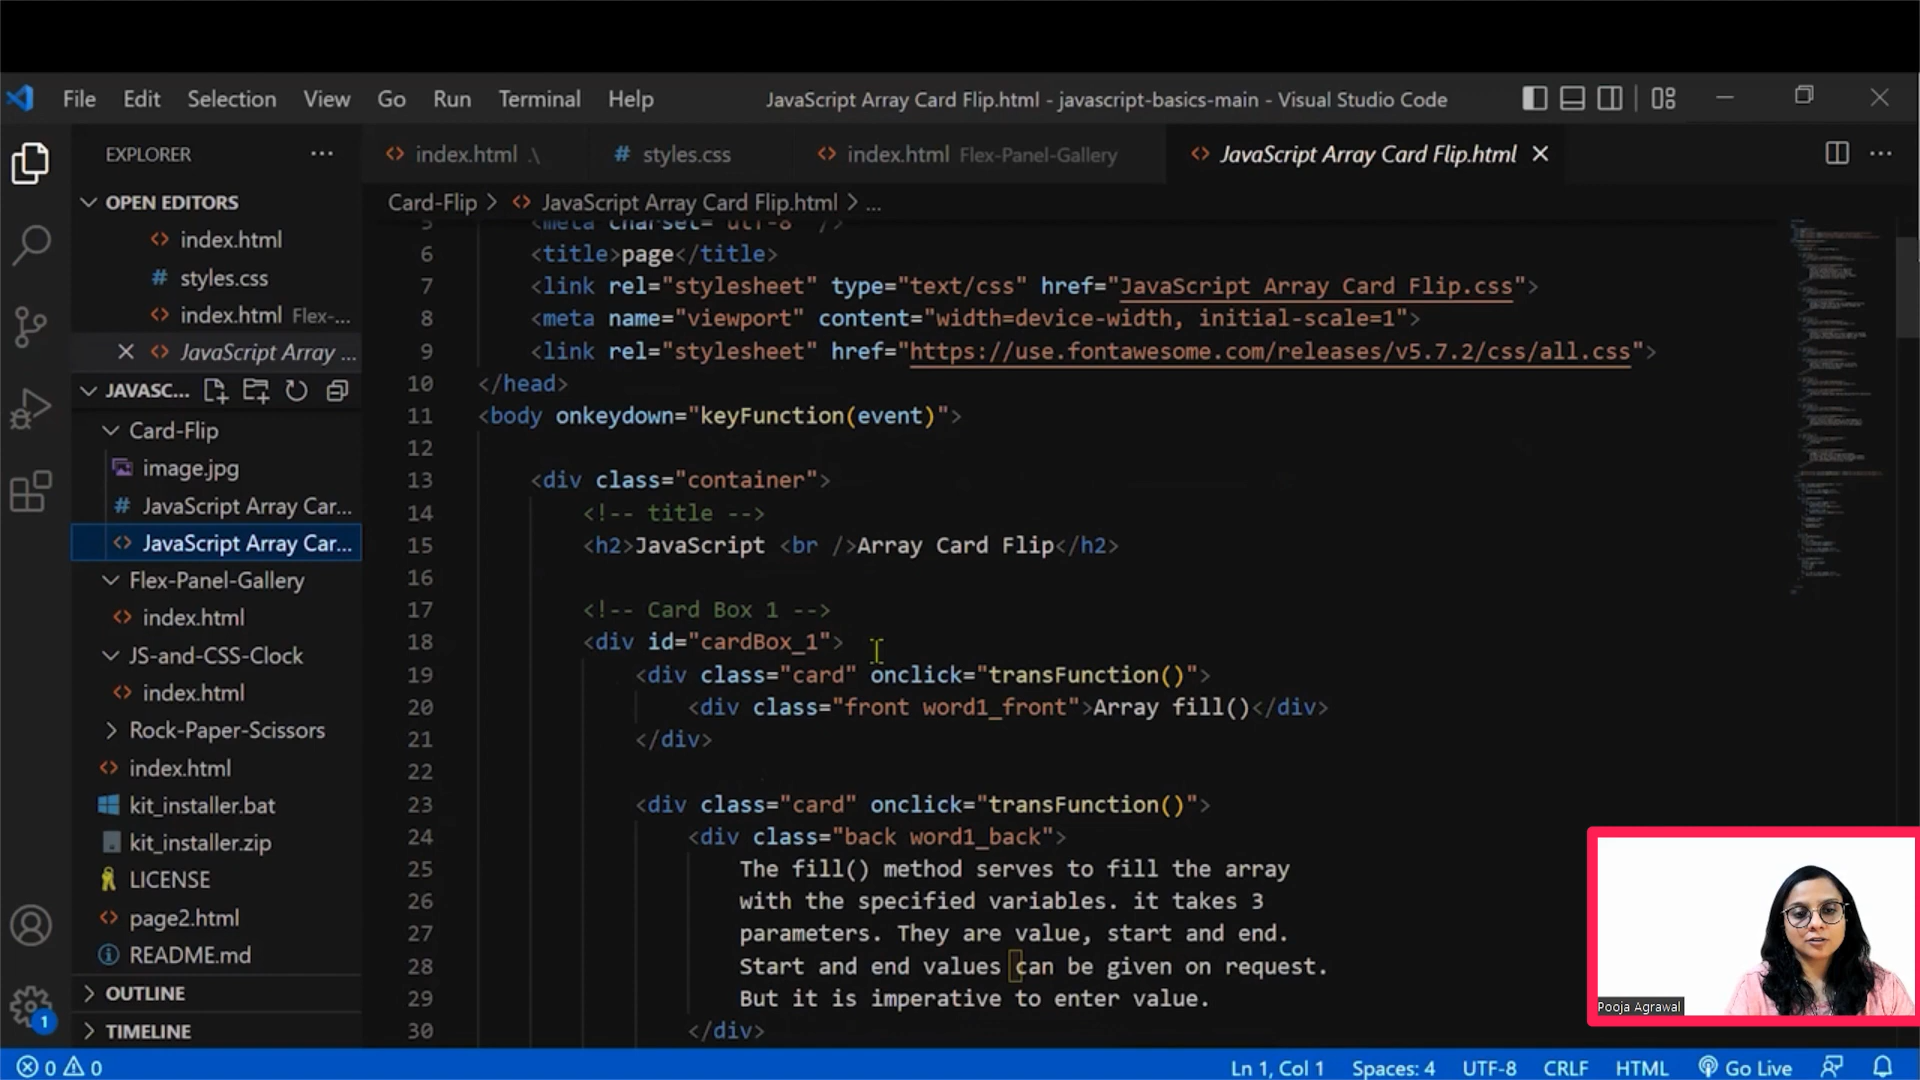 File Edit Selection View Go Run Terminal Help JavaScript Array Card Flip.html - javascript-basics-main - Visual Studio Code
EXPLORER
index.html .\ # styles.css index.html Flex-Panel-Gallery JavaScript Array Card Flip.html
OPEN EDITORS
index.html
# styles.css
index.html Flex-...
JavaScript Array ...
JAVASC...
Card-Flip
image.jpg
# JavaScript Array Car...
JavaScript Array Car...
Flex-Panel-Gallery
index.html
JS-and-CSS-Clock
index.html
Rock-Paper-Scissors
index.html
kit_installer.bat
kit_installer.zip
LICENSE
page2.html
README.md
OUTLINE
TIMELINE
Card-Flip > JavaScript Array Card Flip.html > ...
5 <meta charset="utf-8" />
6 <title>page</title>
7 <link rel="stylesheet" type="text/css" href="JavaScript Array Card Flip.css">
8 <meta name="viewport" content="width=device-width, initial-scale=1">
9 <link rel="stylesheet" href="https://use.fontawesome.com/releases/v5.7.2/css/all.css">
10 </head>
11 <body onkeydown="keyFunction(event)">
12
13 <div class="container">
14 <!-- title -->
15 <h2>JavaScript <br />Array Card Flip</h2>
16
17 <!-- Card Box 1 -->
18 <div id="cardBox_1">
19 <div class="card" onclick="transFunction()">
20 <div class="front word1_front">Array fill()</div>
21 </div>
22
23 <div class="card" onclick="transFunction()">
24 <div class="back word1_back">
25 The fill() method serves to fill the array
26 with the specified variables. it takes 3
27 parameters. They are value, start and end.
28 Start and end values can be given on request.
29 But it is imperative to enter value.
30 </div>
Pooja Agrawal
1
0 0 Ln 1, Col 1 Spaces: 4 UTF-8 CRLF HTML Go Live